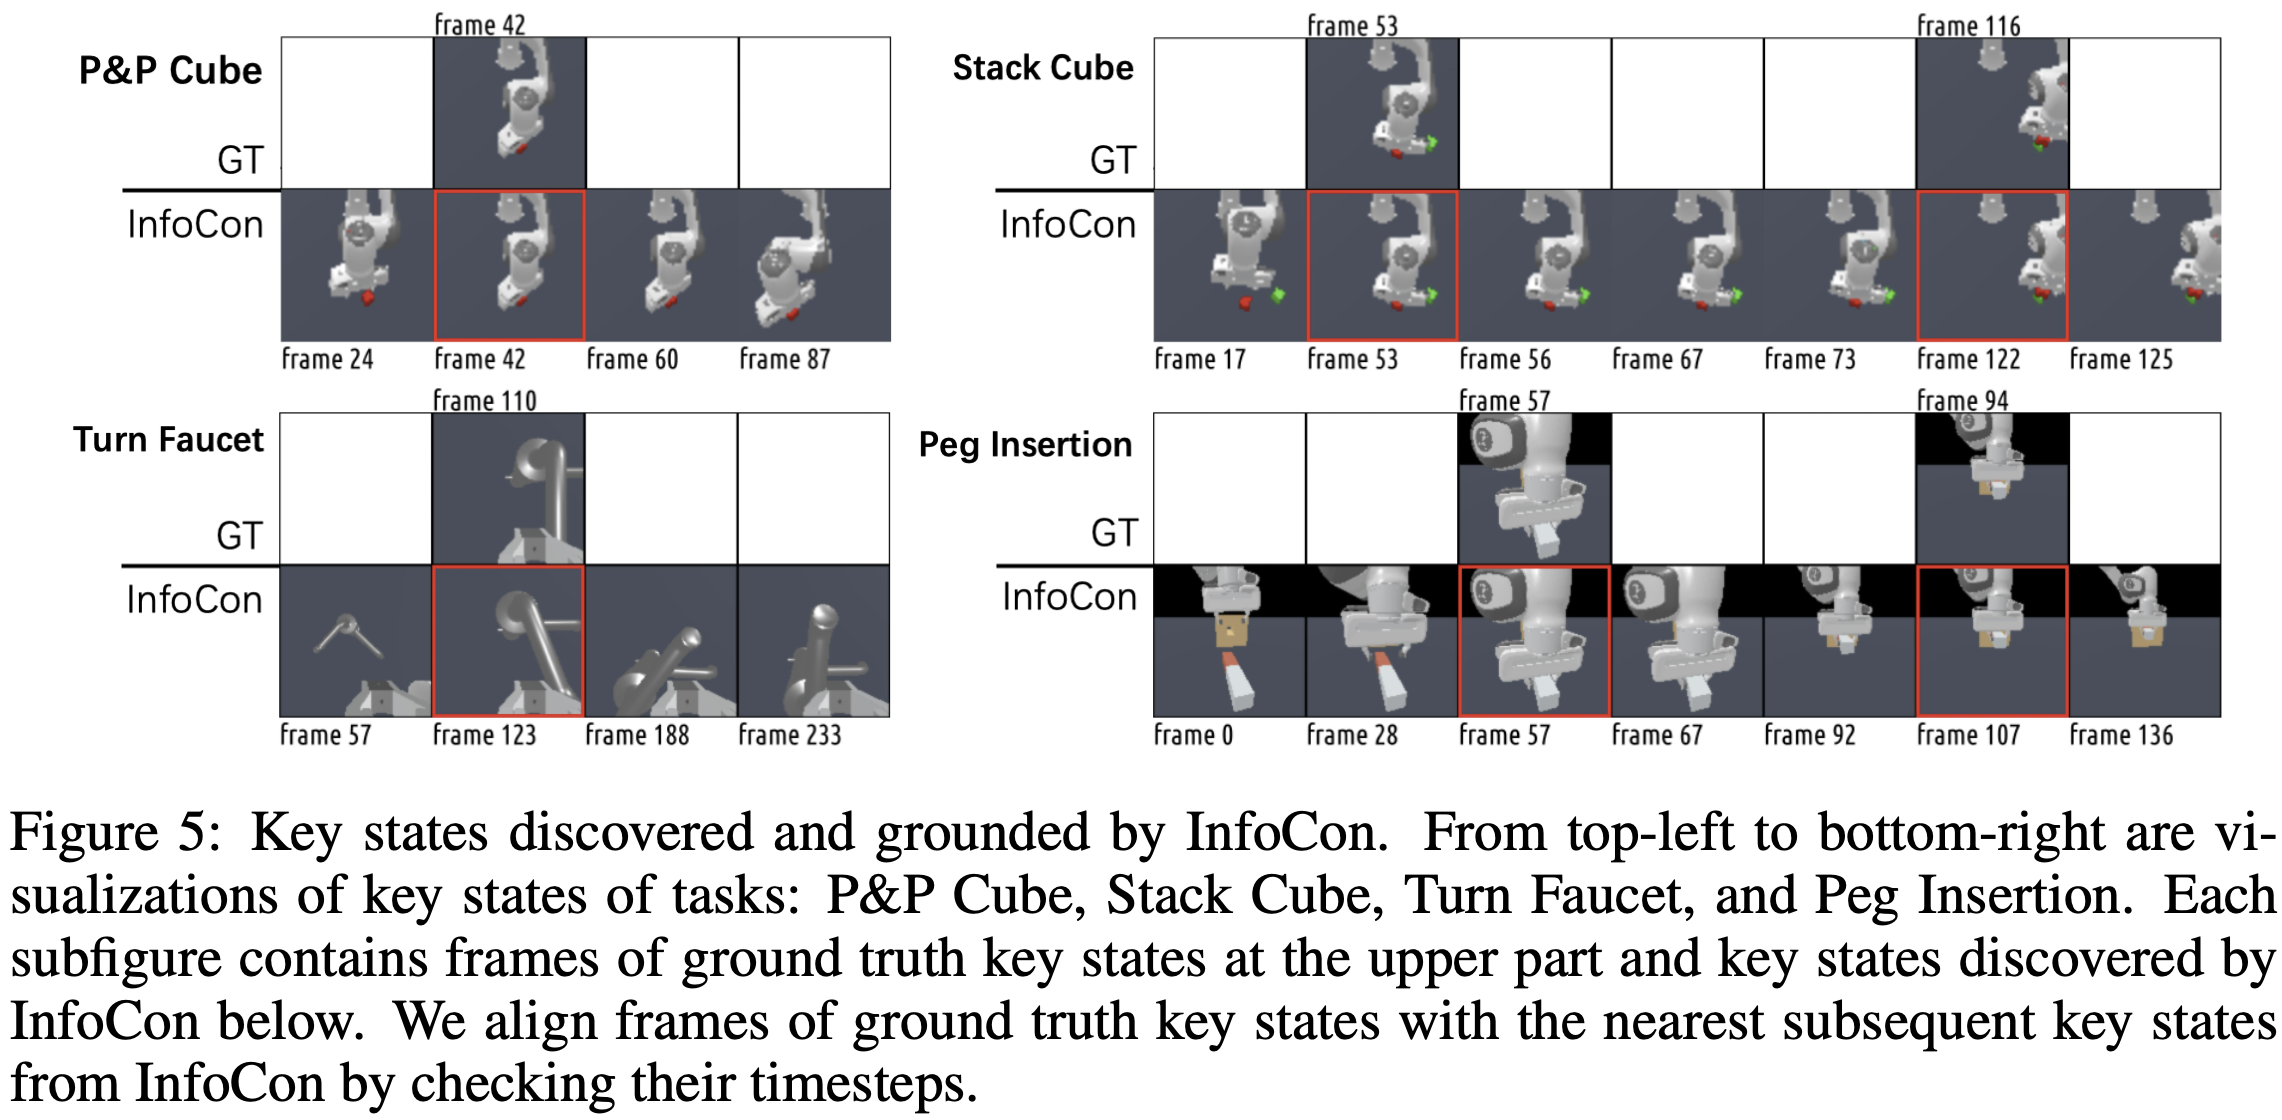 frame 42
P&P Cube
GT
InfoCon
frame 24 frame 42 frame 60 frame 87
frame 53 frame 116
Stack Cube
GT
InfoCon
frame 17 frame 53 frame 56 frame 67 frame 73 frame 122 frame 125
frame 110
Turn Faucet
GT
InfoCon
frame 57 frame 123 frame 188 frame 233
frame 57 frame 94
Peg Insertion
GT
InfoCon
frame 0 frame 28 frame 57 frame 67 frame 92 frame 107 frame 136
Figure 5: Key states discovered and grounded by InfoCon. From top-left to bottom-right are vi-
sualizations of key states of tasks: P&P Cube, Stack Cube, Turn Faucet, and Peg Insertion. Each
subfigure contains frames of ground truth key states at the upper part and key states discovered by
InfoCon below. We align frames of ground truth key states with the nearest subsequent key states
from InfoCon by checking their timesteps.